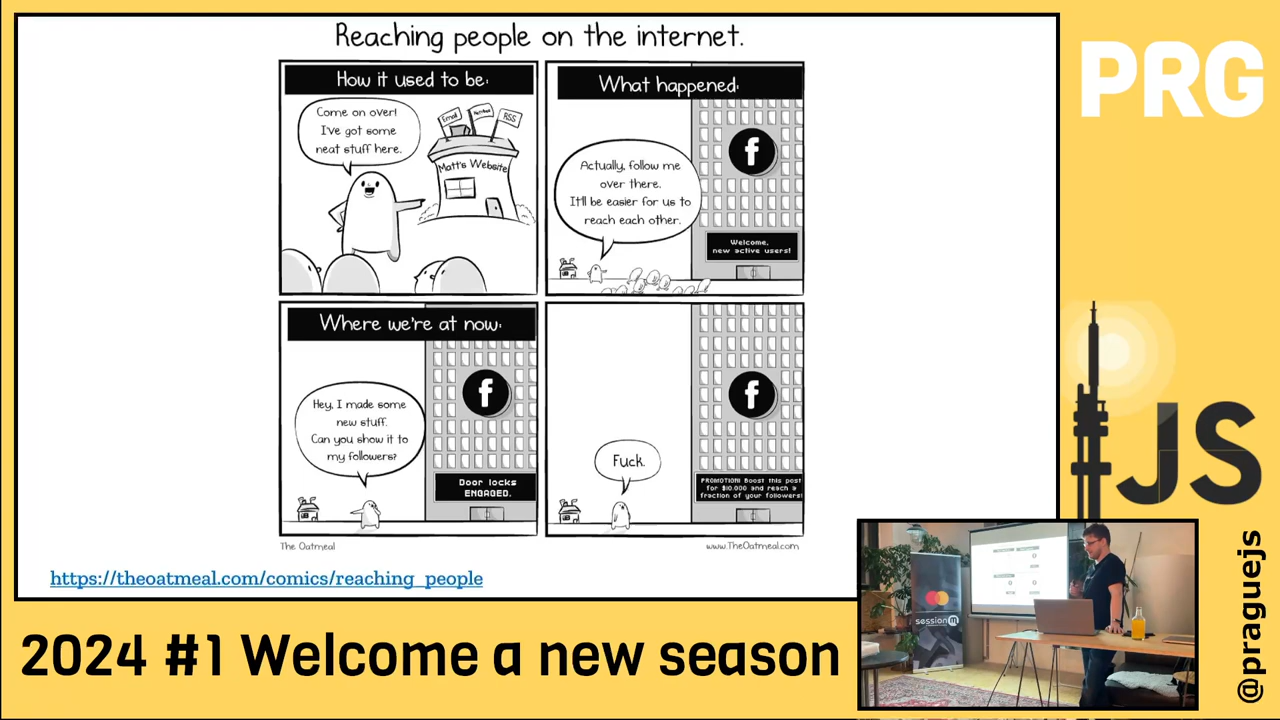 Reaching people on the internet.
How it used to be:
Come on over!
I've got some
neat stuff here.
Email
RSS
Matt's Website
What happened:
Actually, follow me
over there.
It'll be easier for us to
reach each other.
f
Welcome,
new active users!
Where we're at now:
Hey, I made some
new stuff.
Can you show it to
my followers?
f
Door locks
ENGAGED.
Fuck.
f
PROMOTION! Boost this post
for $10,000 and reach a
fraction of your followers!
The Oatmeal
www.TheOatmeal.com
https://theoatmeal.com/comics/reaching_people
PRG
JS
@praguejs
session m
2024 #1 Welcome a new season